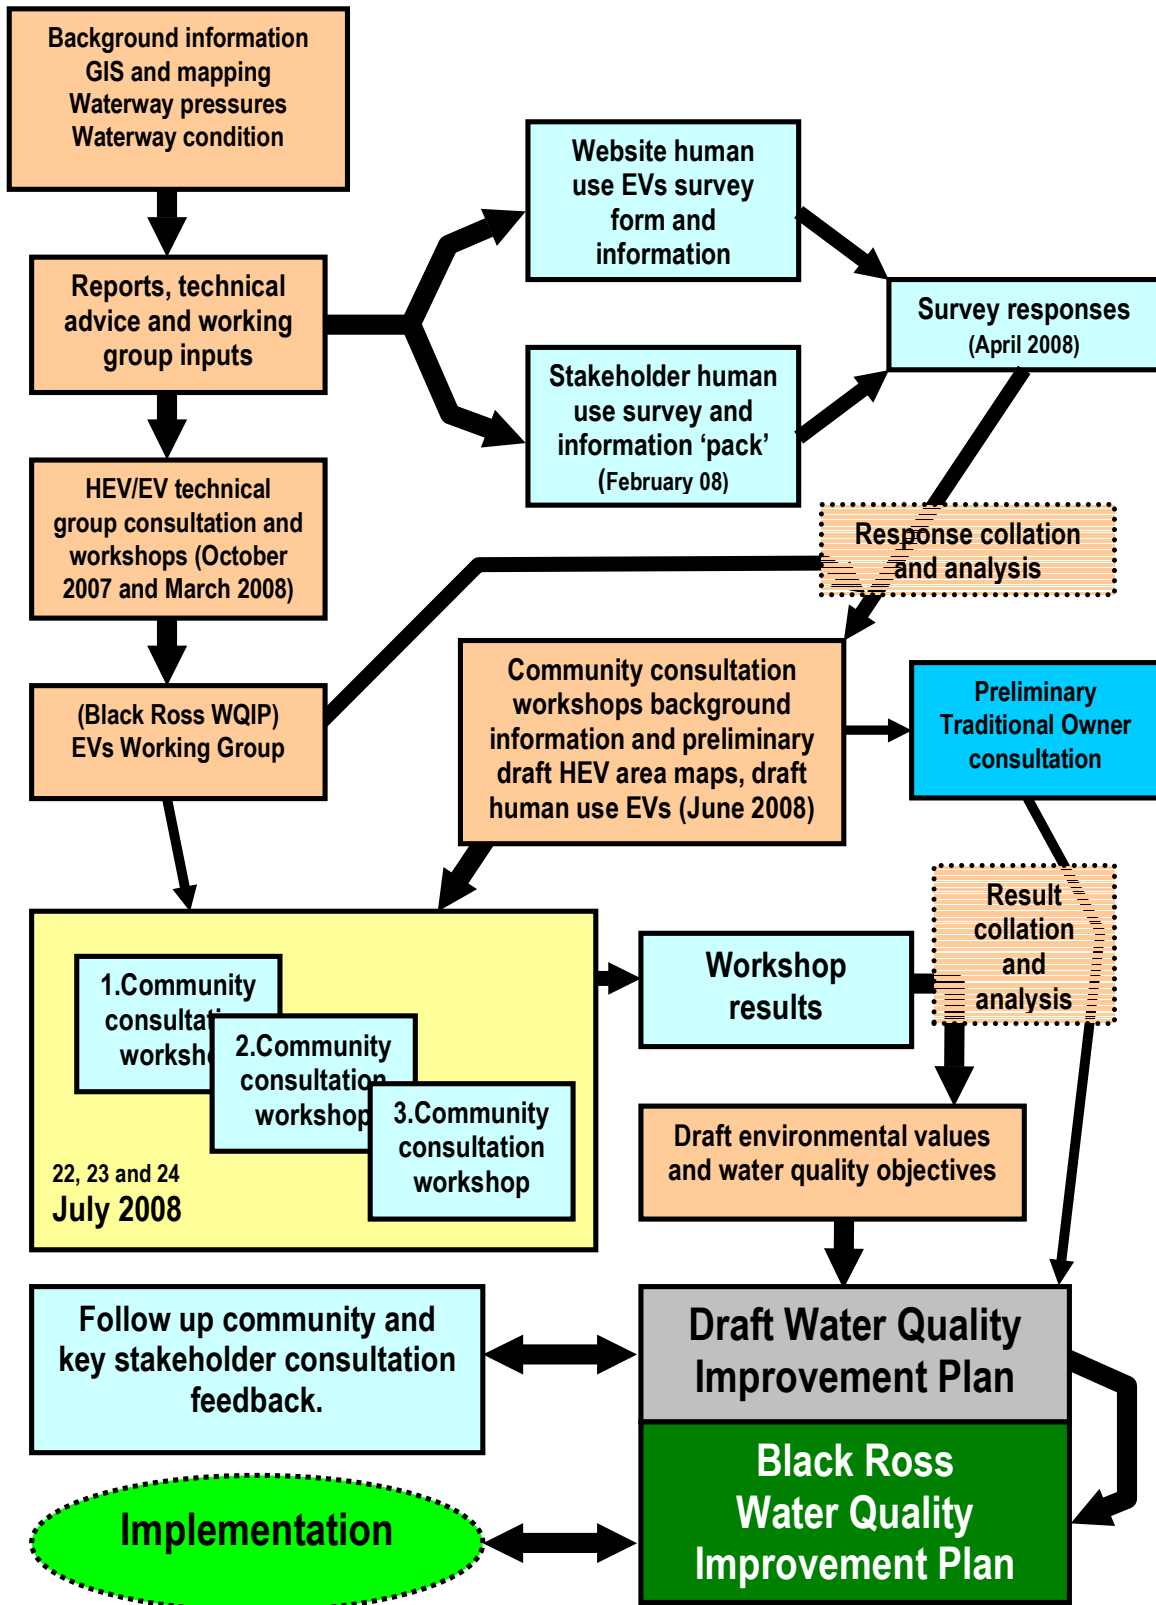 Background information
GIS and mapping
Waterway pressures
Waterway condition
Website human
use EVs survey
form and
information
Reports, technical
advice and working
group inputs
Survey responses
(April 2008)
Stakeholder human
use survey and
information ‘pack’
(February 08)
HEV/EV technical
group consultation and
workshops (October
2007 and March 2008)
Response collation
and analysis
(Black Ross WQIP)
EVs Working Group
Community consultation
workshops background
information and preliminary
draft HEV area maps, draft
human use EVs (June 2008)
Preliminary
Traditional Owner
consultation
Result
collation
and
analysis
1.Community
consultation
workshop
2.Community
consultation
workshop
3.Community
consultation
workshop
22, 23 and 24
July 2008
Workshop
results
Draft environmental values
and water quality objectives
Follow up community and
key stakeholder consultation
feedback.
Draft Water Quality
Improvement Plan
Black Ross
Water Quality
Improvement Plan
Implementation